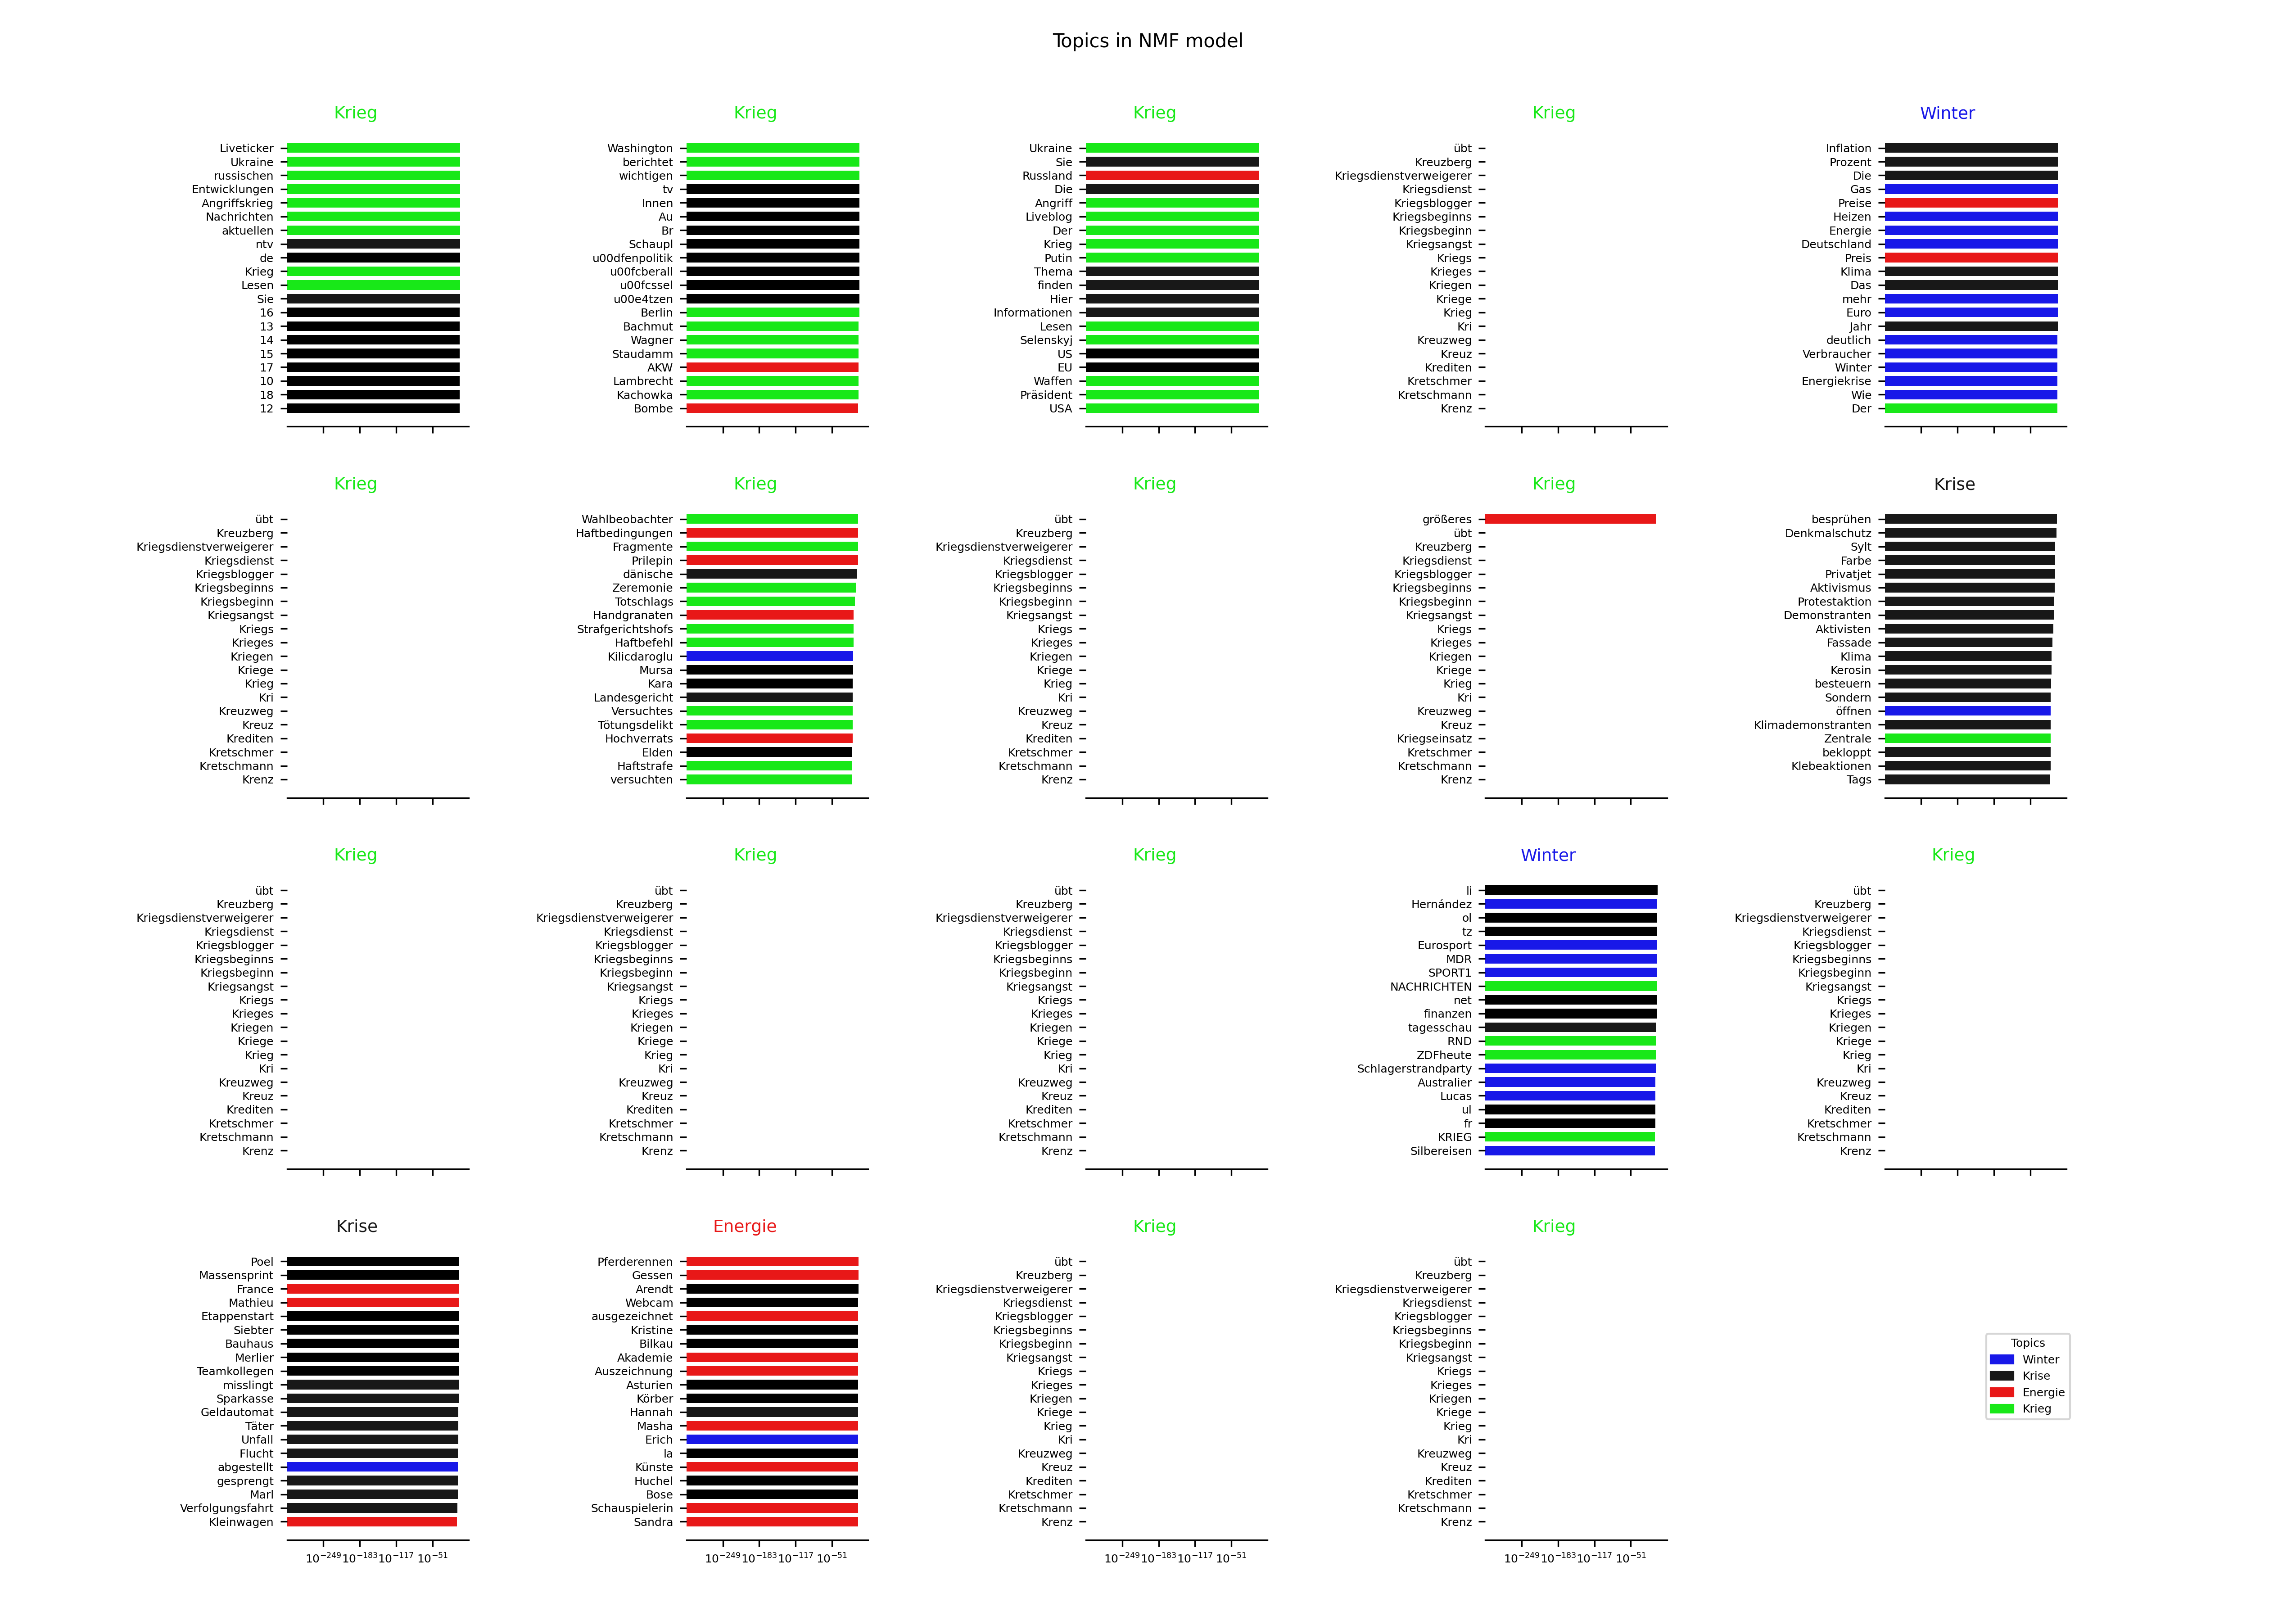 Topics in NMF model
Krieg
Liveticker
Ukraine
russischen
Entwicklungen
Angriffskrieg
Nachrichten
aktuellen
ntv
de
Krieg
Lesen
Sie
16
13
14
15
17
10
18
12
Krieg
Washington
berichtet
wichtigen
tv
Innen
Au
Br
Schaupl
u00dfenpolitik
u00fcberall
u00fcssel
u00e4tzen
Berlin
Bachmut
Wagner
Staudamm
AKW
Lambrecht
Kachowka
Bombe
Krieg
Ukraine
Sie
Russland
Die
Angriff
Liveblog
Der
Krieg
Putin
Thema
finden
Hier
Informationen
Lesen
Selenskyj
US
EU
Waffen
Präsident
USA
Krieg
übt
Kreuzberg
Kriegsdienstverweigerer
Kriegsdienst
Kriegsblogger
Kriegsbeginns
Kriegsbeginn
Kriegsangst
Kriegs
Krieges
Kriegen
Kriege
Krieg
Kri
Kreuzweg
Kreuz
Krediten
Kretschmer
Kretschmann
Krenz
Winter
Inflation
Prozent
Die
Gas
Preise
Heizen
Energie
Deutschland
Preis
Klima
Das
mehr
Euro
Jahr
deutlich
Verbraucher
Winter
Energiekrise
Wie
Der
Krieg
übt
Kreuzberg
Kriegsdienstverweigerer
Kriegsdienst
Kriegsblogger
Kriegsbeginns
Kriegsbeginn
Kriegsangst
Kriegs
Krieges
Kriegen
Kriege
Krieg
Kri
Kreuzweg
Kreuz
Krediten
Kretschmer
Kretschmann
Krenz
Krieg
Wahlbeobachter
Haftbedingungen
Fragmente
Prilepin
dänische
Zeremonie
Totschlags
Handgranaten
Strafgerichtshofs
Haftbefehl
Kilicdaroglu
Mursa
Kara
Landesgericht
Versuchtes
Tötungsdelikt
Hochverrats
Elden
Haftstrafe
versuchten
Krieg
übt
Kreuzberg
Kriegsdienstverweigerer
Kriegsdienst
Kriegsblogger
Kriegsbeginns
Kriegsbeginn
Kriegsangst
Kriegs
Krieges
Kriegen
Kriege
Krieg
Kri
Kreuzweg
Kreuz
Krediten
Kretschmer
Kretschmann
Krenz
Krieg
größeres
übt
Kreuzberg
Kriegsdienst
Kriegsblogger
Kriegsbeginns
Kriegsbeginn
Kriegsangst
Kriegs
Krieges
Kriegen
Kriege
Krieg
Kri
Kreuzweg
Kreuz
Kriegseinsatz
Kretschmer
Kretschmann
Krenz
Krise
besprühen
Denkmalschutz
Sylt
Farbe
Privatjet
Aktivismus
Protestaktion
Demonstranten
Aktivisten
Fassade
Klima
Kerosin
besteuern
Sondern
öffnen
Klimademonstranten
Zentrale
bekloppt
Klebeaktionen
Tags
Krieg
übt
Kreuzberg
Kriegsdienstverweigerer
Kriegsdienst
Kriegsblogger
Kriegsbeginns
Kriegsbeginn
Kriegsangst
Kriegs
Krieges
Kriegen
Kriege
Krieg
Kri
Kreuzweg
Kreuz
Krediten
Kretschmer
Kretschmann
Krenz
Krieg
übt
Kreuzberg
Kriegsdienstverweigerer
Kriegsdienst
Kriegsblogger
Kriegsbeginns
Kriegsbeginn
Kriegsangst
Kriegs
Krieges
Kriegen
Kriege
Krieg
Kri
Kreuzweg
Kreuz
Krediten
Kretschmer
Kretschmann
Krenz
Krieg
übt
Kreuzberg
Kriegsdienstverweigerer
Kriegsdienst
Kriegsblogger
Kriegsbeginns
Kriegsbeginn
Kriegsangst
Kriegs
Krieges
Kriegen
Kriege
Krieg
Kri
Kreuzweg
Kreuz
Krediten
Kretschmer
Kretschmann
Krenz
Winter
li
Hernández
ol
tz
Eurosport
MDR
SPORT1
NACHRICHTEN
net
finanzen
tagesschau
RND
ZDFheute
Schlagerstrandparty
Australier
Lucas
ul
fr
KRIEG
Silbereisen
Krieg
übt
Kreuzberg
Kriegsdienstverweigerer
Kriegsdienst
Kriegsblogger
Kriegsbeginns
Kriegsbeginn
Kriegsangst
Kriegs
Krieges
Kriegen
Kriege
Krieg
Kri
Kreuzweg
Kreuz
Krediten
Kretschmer
Kretschmann
Krenz
Krise
Poel
Massensprint
France
Mathieu
Etappenstart
Siebter
Bauhaus
Merlier
Teamkollegen
misslingt
Sparkasse
Geldautomat
Täter
Unfall
Flucht
abgestellt
gesprengt
Marl
Verfolgungsfahrt
Kleinwagen
10⁻²⁴⁹ 10⁻¹⁸³ 10⁻¹¹⁷ 10⁻⁵¹
Energie
Pferderennen
Gessen
Arendt
Webcam
ausgezeichnet
Kristine
Bilkau
Akademie
Auszeichnung
Asturien
Körber
Hannah
Masha
Erich
la
Künste
Huchel
Bose
Schauspielerin
Sandra
10⁻²⁴⁹ 10⁻¹⁸³ 10⁻¹¹⁷ 10⁻⁵¹
Krieg
übt
Kreuzberg
Kriegsdienstverweigerer
Kriegsdienst
Kriegsblogger
Kriegsbeginns
Kriegsbeginn
Kriegsangst
Kriegs
Krieges
Kriegen
Kriege
Krieg
Kri
Kreuzweg
Kreuz
Krediten
Kretschmer
Kretschmann
Krenz
10⁻²⁴⁹ 10⁻¹⁸³ 10⁻¹¹⁷ 10⁻⁵¹
Krieg
übt
Kreuzberg
Kriegsdienstverweigerer
Kriegsdienst
Kriegsblogger
Kriegsbeginns
Kriegsbeginn
Kriegsangst
Kriegs
Krieges
Kriegen
Kriege
Krieg
Kri
Kreuzweg
Kreuz
Krediten
Kretschmer
Kretschmann
Krenz
10⁻²⁴⁹ 10⁻¹⁸³ 10⁻¹¹⁷ 10⁻⁵¹
Topics
Winter
Krise
Energie
Krieg